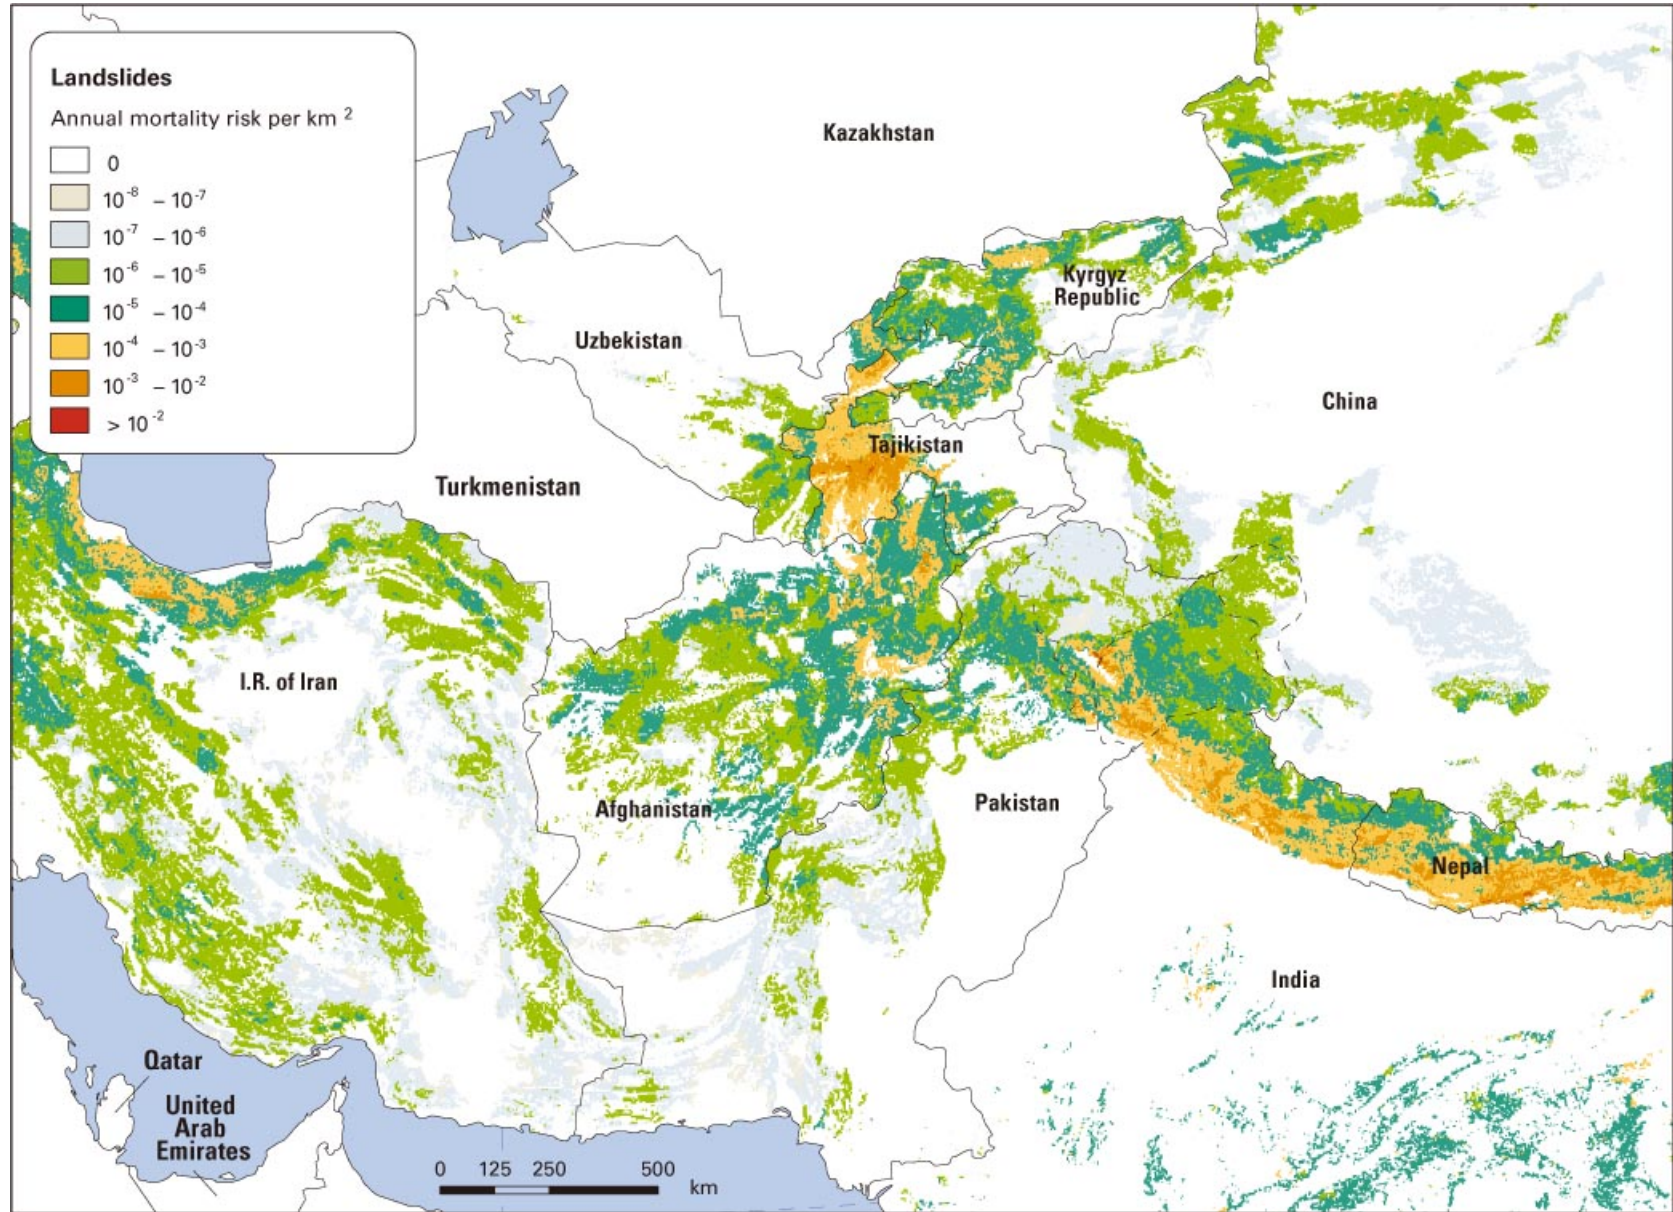 Landslides
Annual mortality risk per km ²
0
10⁻⁸ – 10⁻⁷
10⁻⁷ – 10⁻⁶
10⁻⁶ – 10⁻⁵
10⁻⁵ – 10⁻⁴
10⁻⁴ – 10⁻³
10⁻³ – 10⁻²
> 10⁻²
Kazakhstan
Kyrgyz
Republic
Uzbekistan
China
Tajikistan
Turkmenistan
I.R. of Iran
Afghanistan
Pakistan
Nepal
India
Qatar
United
Arab
Emirates
0 125 250 500
km